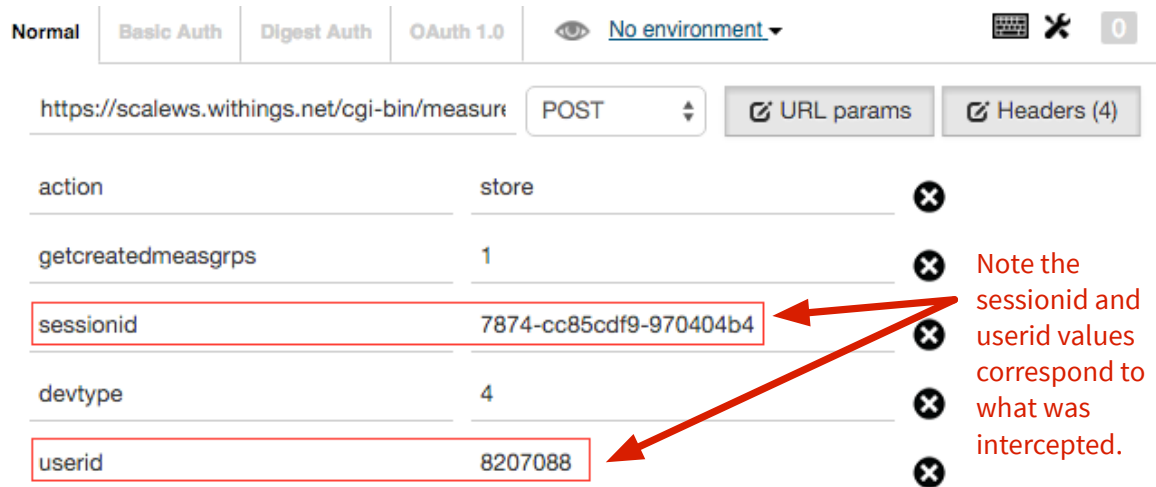 Normal Basic Auth Digest Auth OAuth 1.0 No environment 0
https://scalews.withings.net/cgi-bin/measure POST URL params Headers (4)
action store
getcreatedmeasgrps 1
sessionid 7874-cc85cdf9-970404b4
devtype 4
userid 8207088
Note the
sessionid and
userid values
correspond to
what was
intercepted.